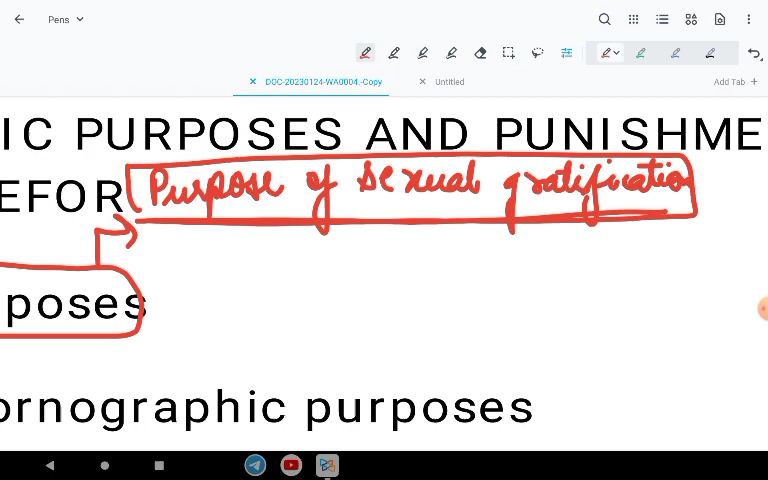 Pens
DOC-20230124-WA0004.-Copy
Untitled
Add Tab +
IC PURPOSES AND PUNISHME
EFOR
Purpose of sexual gratification
poses
ornographic purposes